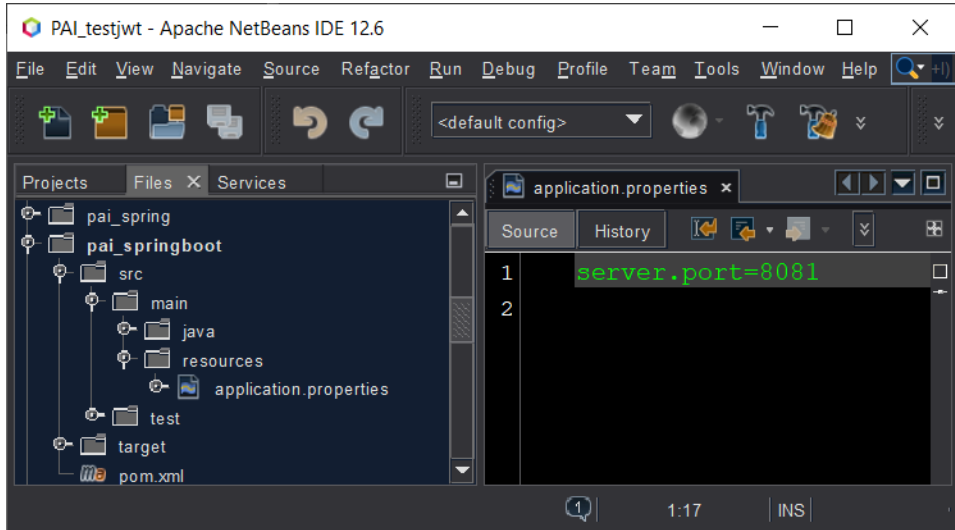 PAI_testjwt - Apache NetBeans IDE 12.6
File Edit View Navigate Source Refactor Run Debug Profile Team Tools Window Help
<default config>
Projects Files Services
application.properties
pai_spring
pai_springboot
src
main
java
resources
application.properties
test
target
pom.xml
Source History
1 server.port=8081
2
1 1:17 INS